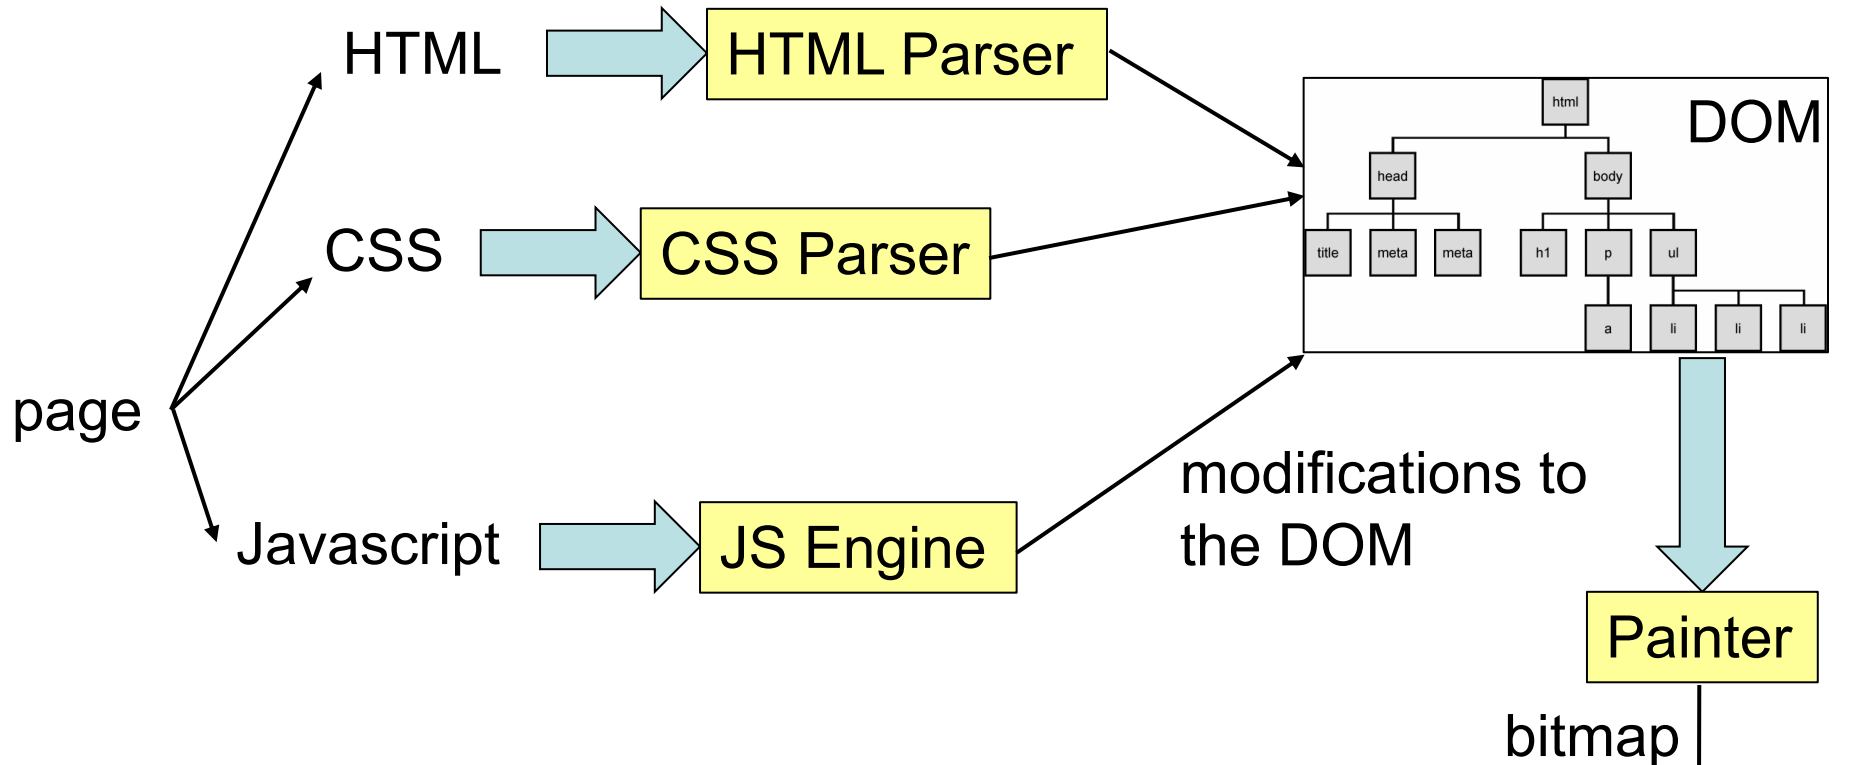 HTML
HTML Parser
DOM
html
head
body
title
meta
meta
h1
p
ul
a
li
li
li
CSS
CSS Parser
page
modifications to
the DOM
Javascript
JS Engine
Painter
bitmap